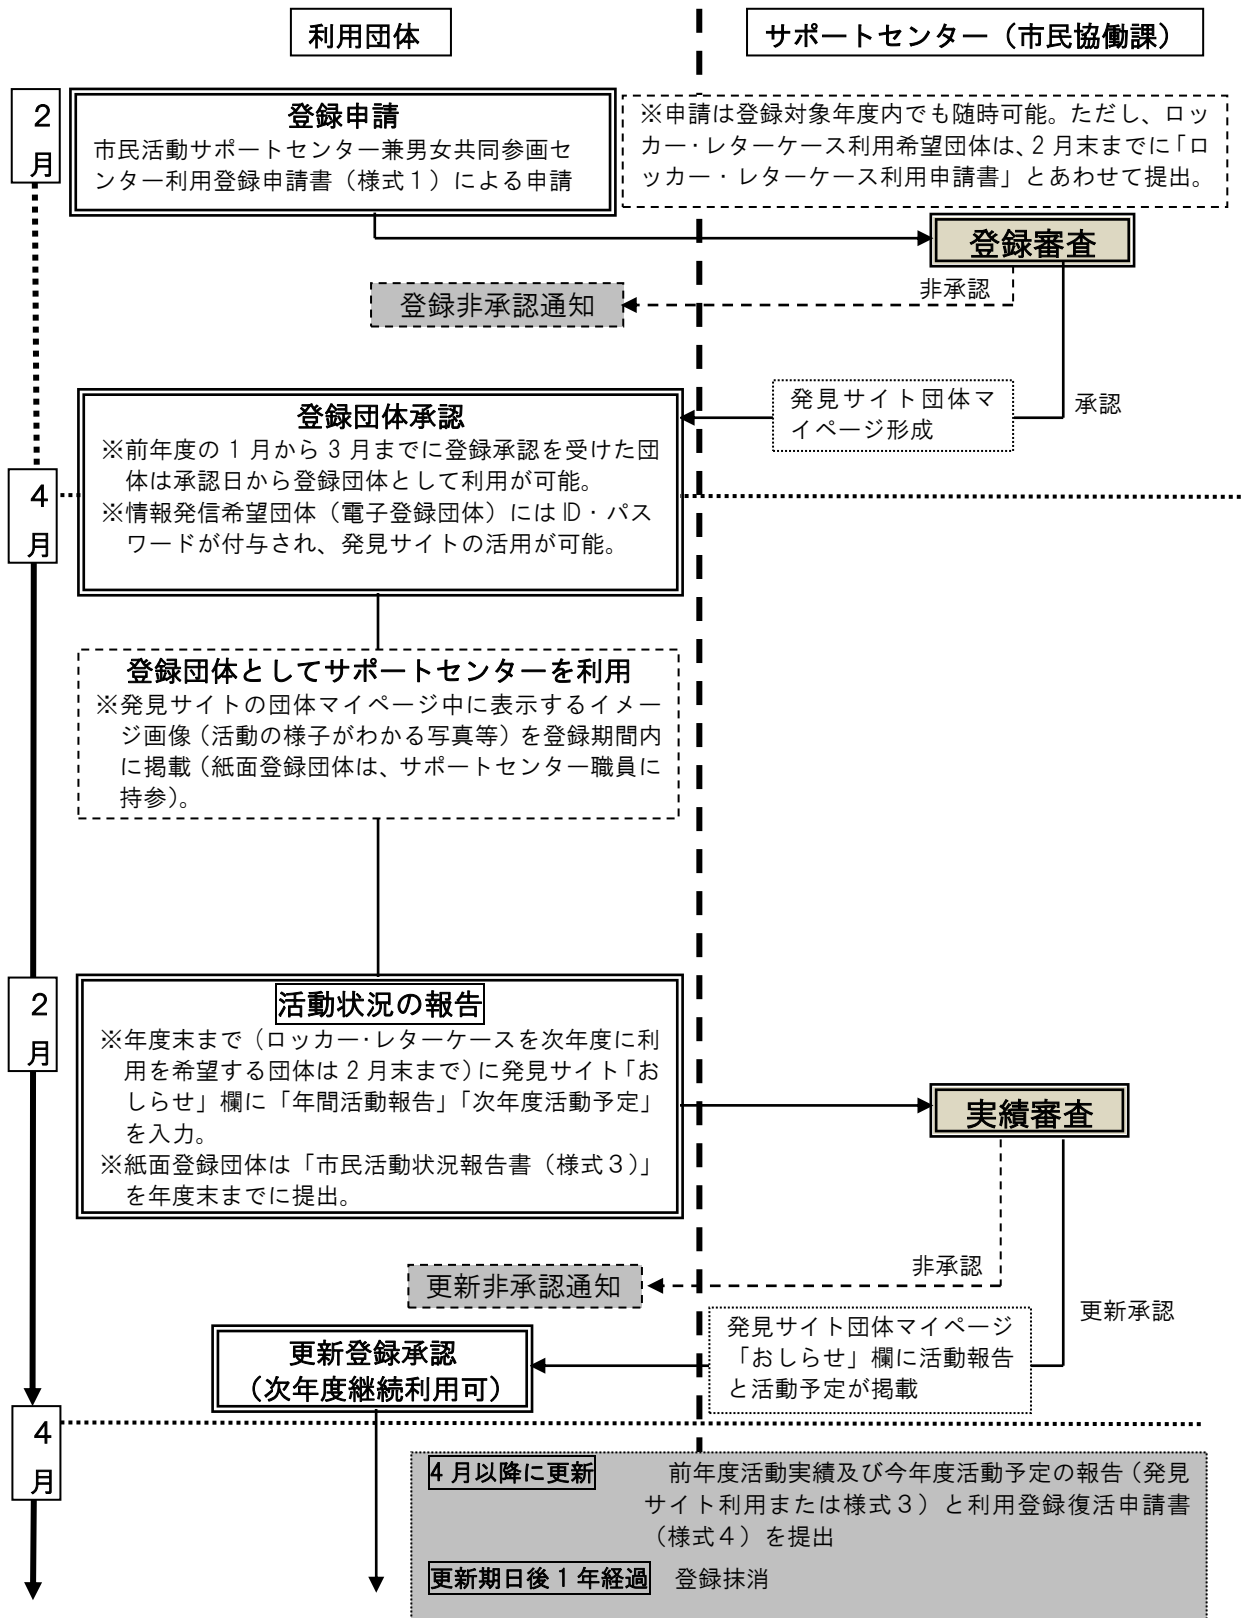 利用団体
サポートセンター（市民協働課）
2
月
登録申請
市民活動サポートセンター兼男女共同参画セ
ンター利用登録申請書（様式１）による申請
※申請は登録対象年度内でも随時可能。ただし、ロッ
カー・レターケース利用希望団体は、2 月末までに「ロ
ッカー・レターケース利用申請書」とあわせて提出。
登録審査
非承認
登録非承認通知
承認
発見サイト団体マ
イページ形成
登録団体承認
※前年度の 1 月から 3 月までに登録承認を受けた団
体は承認日から登録団体として利用が可能。
※情報発信希望団体（電子登録団体）には ID・パス
ワードが付与され、発見サイトの活用が可能。
4
月
登録団体としてサポートセンターを利用
※発見サイトの団体マイページ中に表示するイメー
ジ画像（活動の様子がわかる写真等）を登録期間内
に掲載（紙面登録団体は、サポートセンター職員に
持参）。
2
月
活動状況の報告
※年度末まで（ロッカー・レターケースを次年度に利
用を希望する団体は 2 月末まで）に発見サイト「お
しらせ」欄に「年間活動報告」「次年度活動予定」
を入力。
※紙面登録団体は「市民活動状況報告書（様式３）」
を年度末までに提出。
実績審査
非承認
更新非承認通知
更新承認
発見サイト団体マイページ
「おしらせ」欄に活動報告
と活動予定が掲載
更新登録承認
（次年度継続利用可）
4
月
4 月以降に更新 前年度活動実績及び今年度活動予定の報告（発見
サイト利用または様式３）と利用登録復活申請書
（様式４）を提出
更新期日後 1 年経過 登録抹消